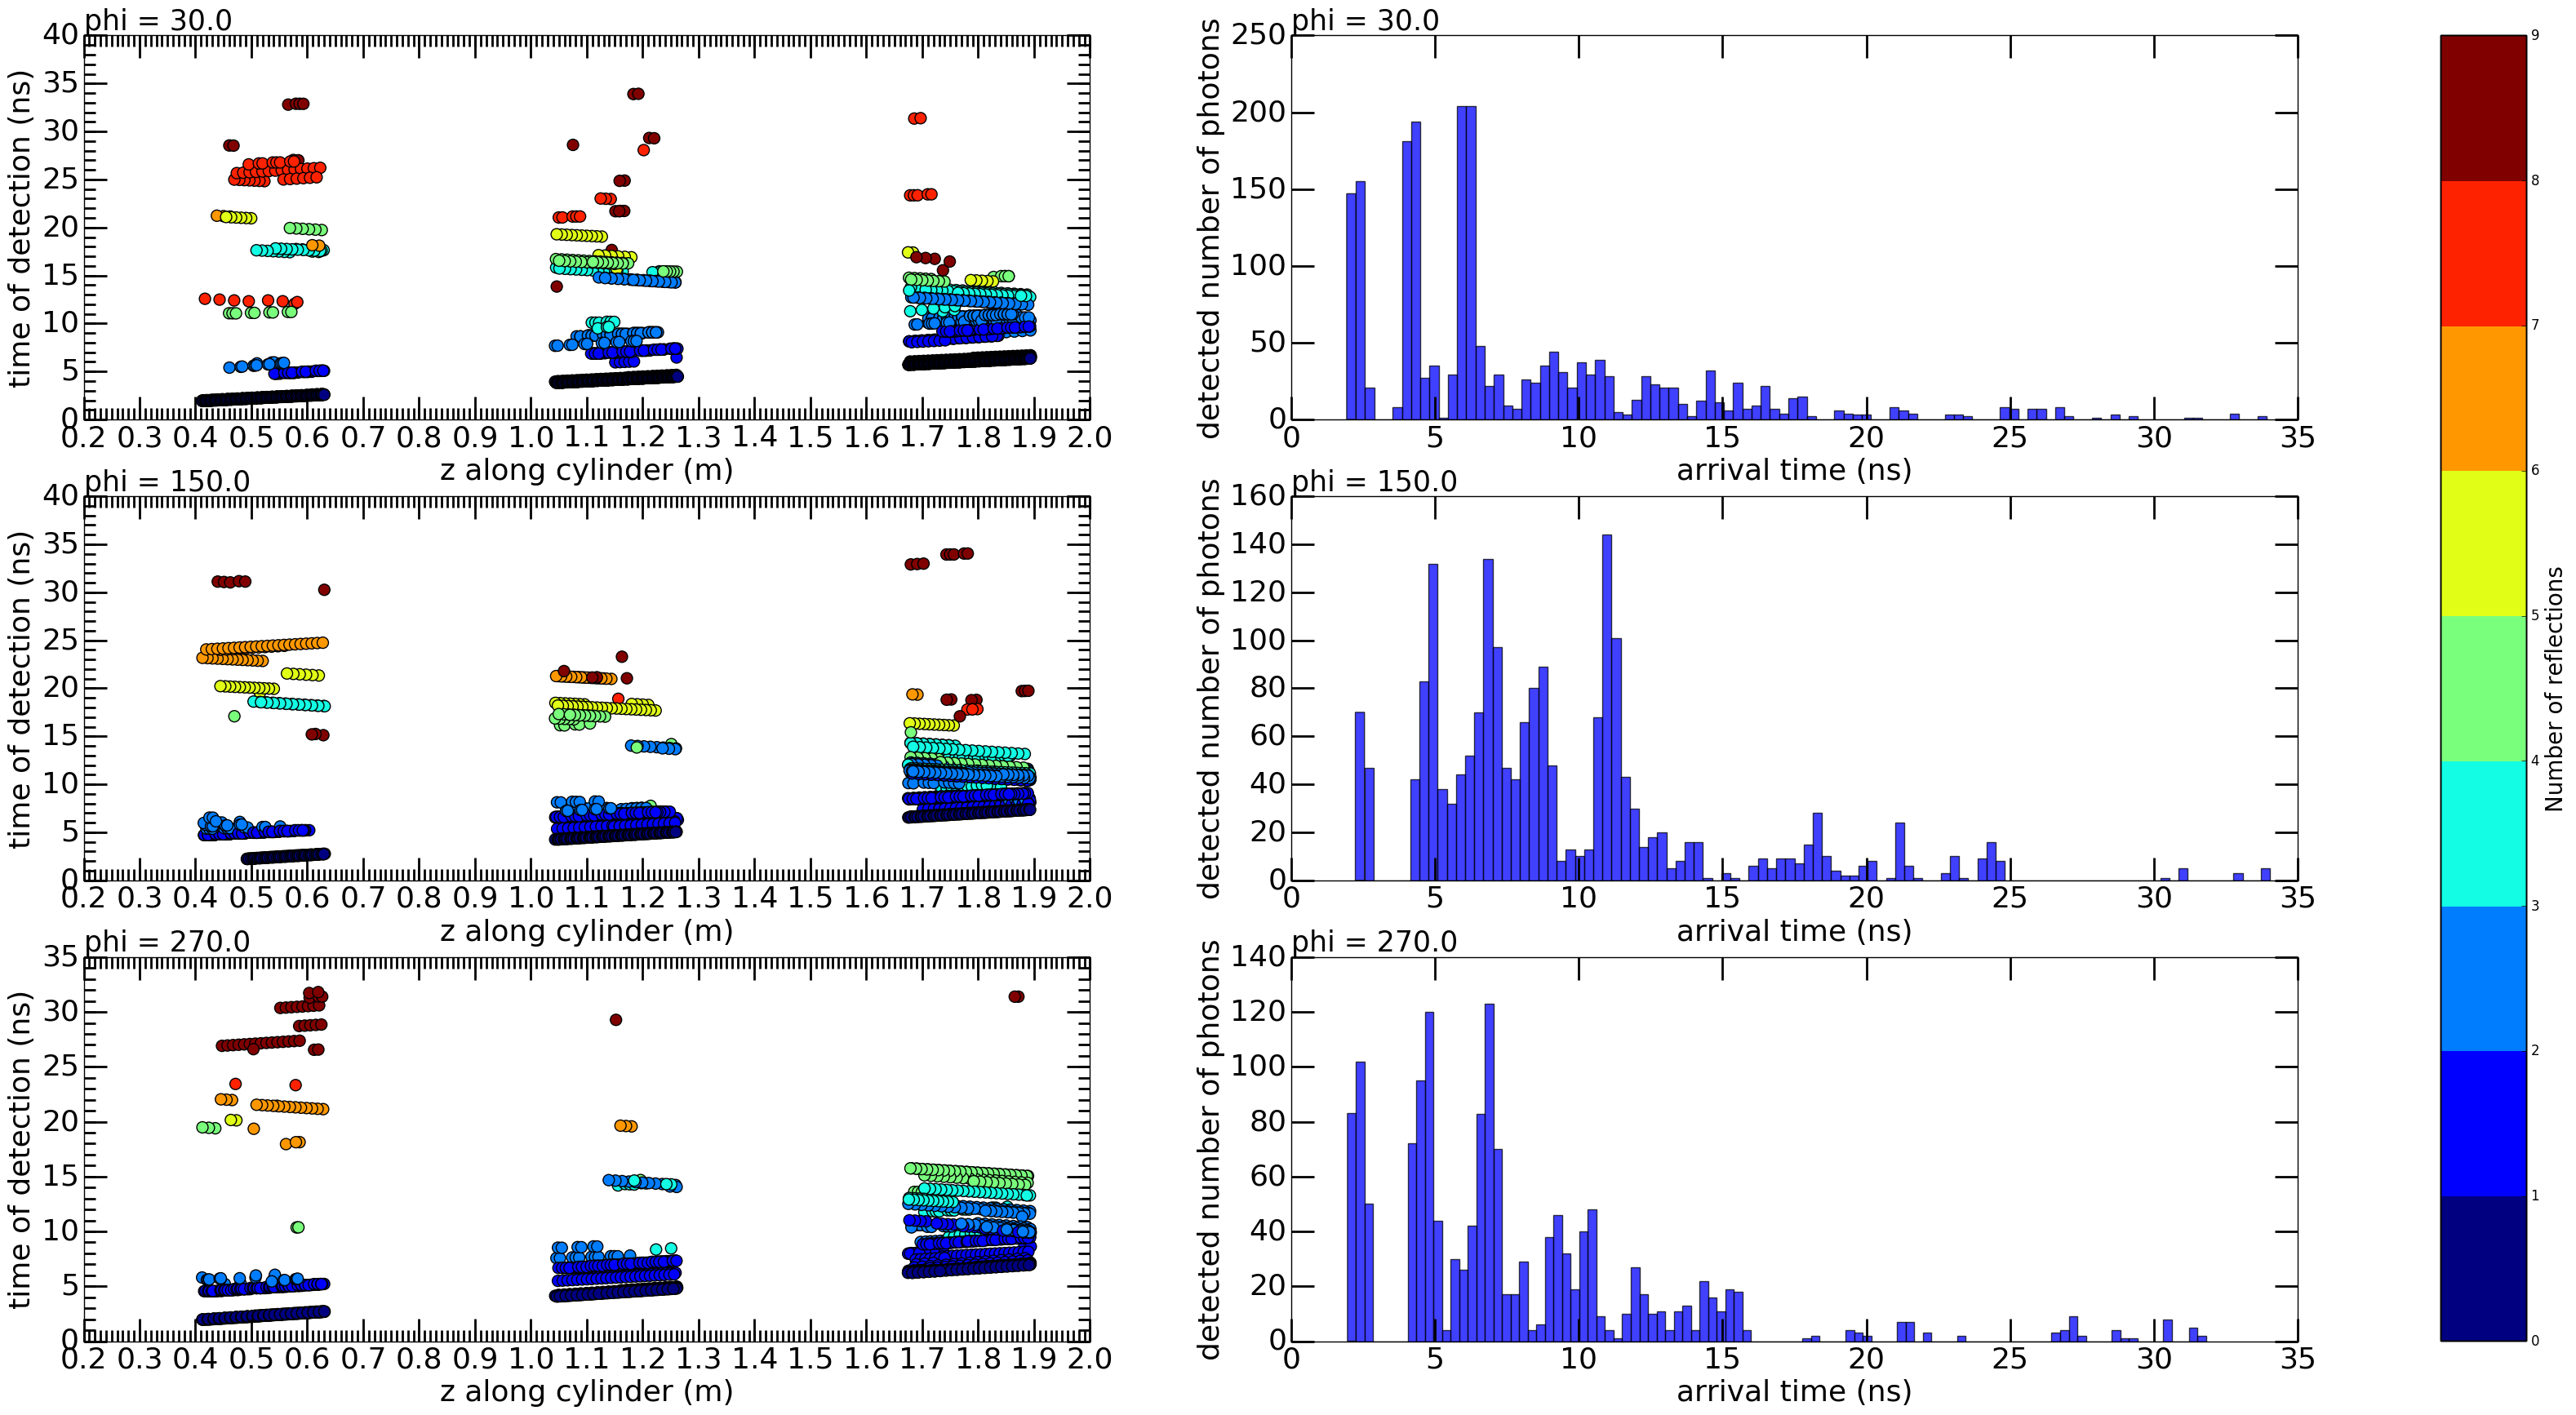 phi = 30.0
time of detection (ns)
40
35
30
25
20
15
10
5
0
0.2 0.3 0.4 0.5 0.6 0.7 0.8 0.9 1.0 1.1 1.2 1.3 1.4 1.5 1.6 1.7 1.8 1.9 2.0
z along cylinder (m)
phi = 30.0
detected number of photons
250
200
150
100
50
0
0 5 10 15 20 25 30 35
arrival time (ns)
phi = 150.0
time of detection (ns)
40
35
30
25
20
15
10
5
0
0.2 0.3 0.4 0.5 0.6 0.7 0.8 0.9 1.0 1.1 1.2 1.3 1.4 1.5 1.6 1.7 1.8 1.9 2.0
z along cylinder (m)
phi = 150.0
detected number of photons
160
140
120
100
80
60
40
20
0
0 5 10 15 20 25 30 35
arrival time (ns)
phi = 270.0
time of detection (ns)
35
30
25
20
15
10
5
0
0.2 0.3 0.4 0.5 0.6 0.7 0.8 0.9 1.0 1.1 1.2 1.3 1.4 1.5 1.6 1.7 1.8 1.9 2.0
z along cylinder (m)
phi = 270.0
detected number of photons
140
120
100
80
60
40
20
0
0 5 10 15 20 25 30 35
arrival time (ns)
9
8
7
6
5
4
3
2
1
0
Number of reflections